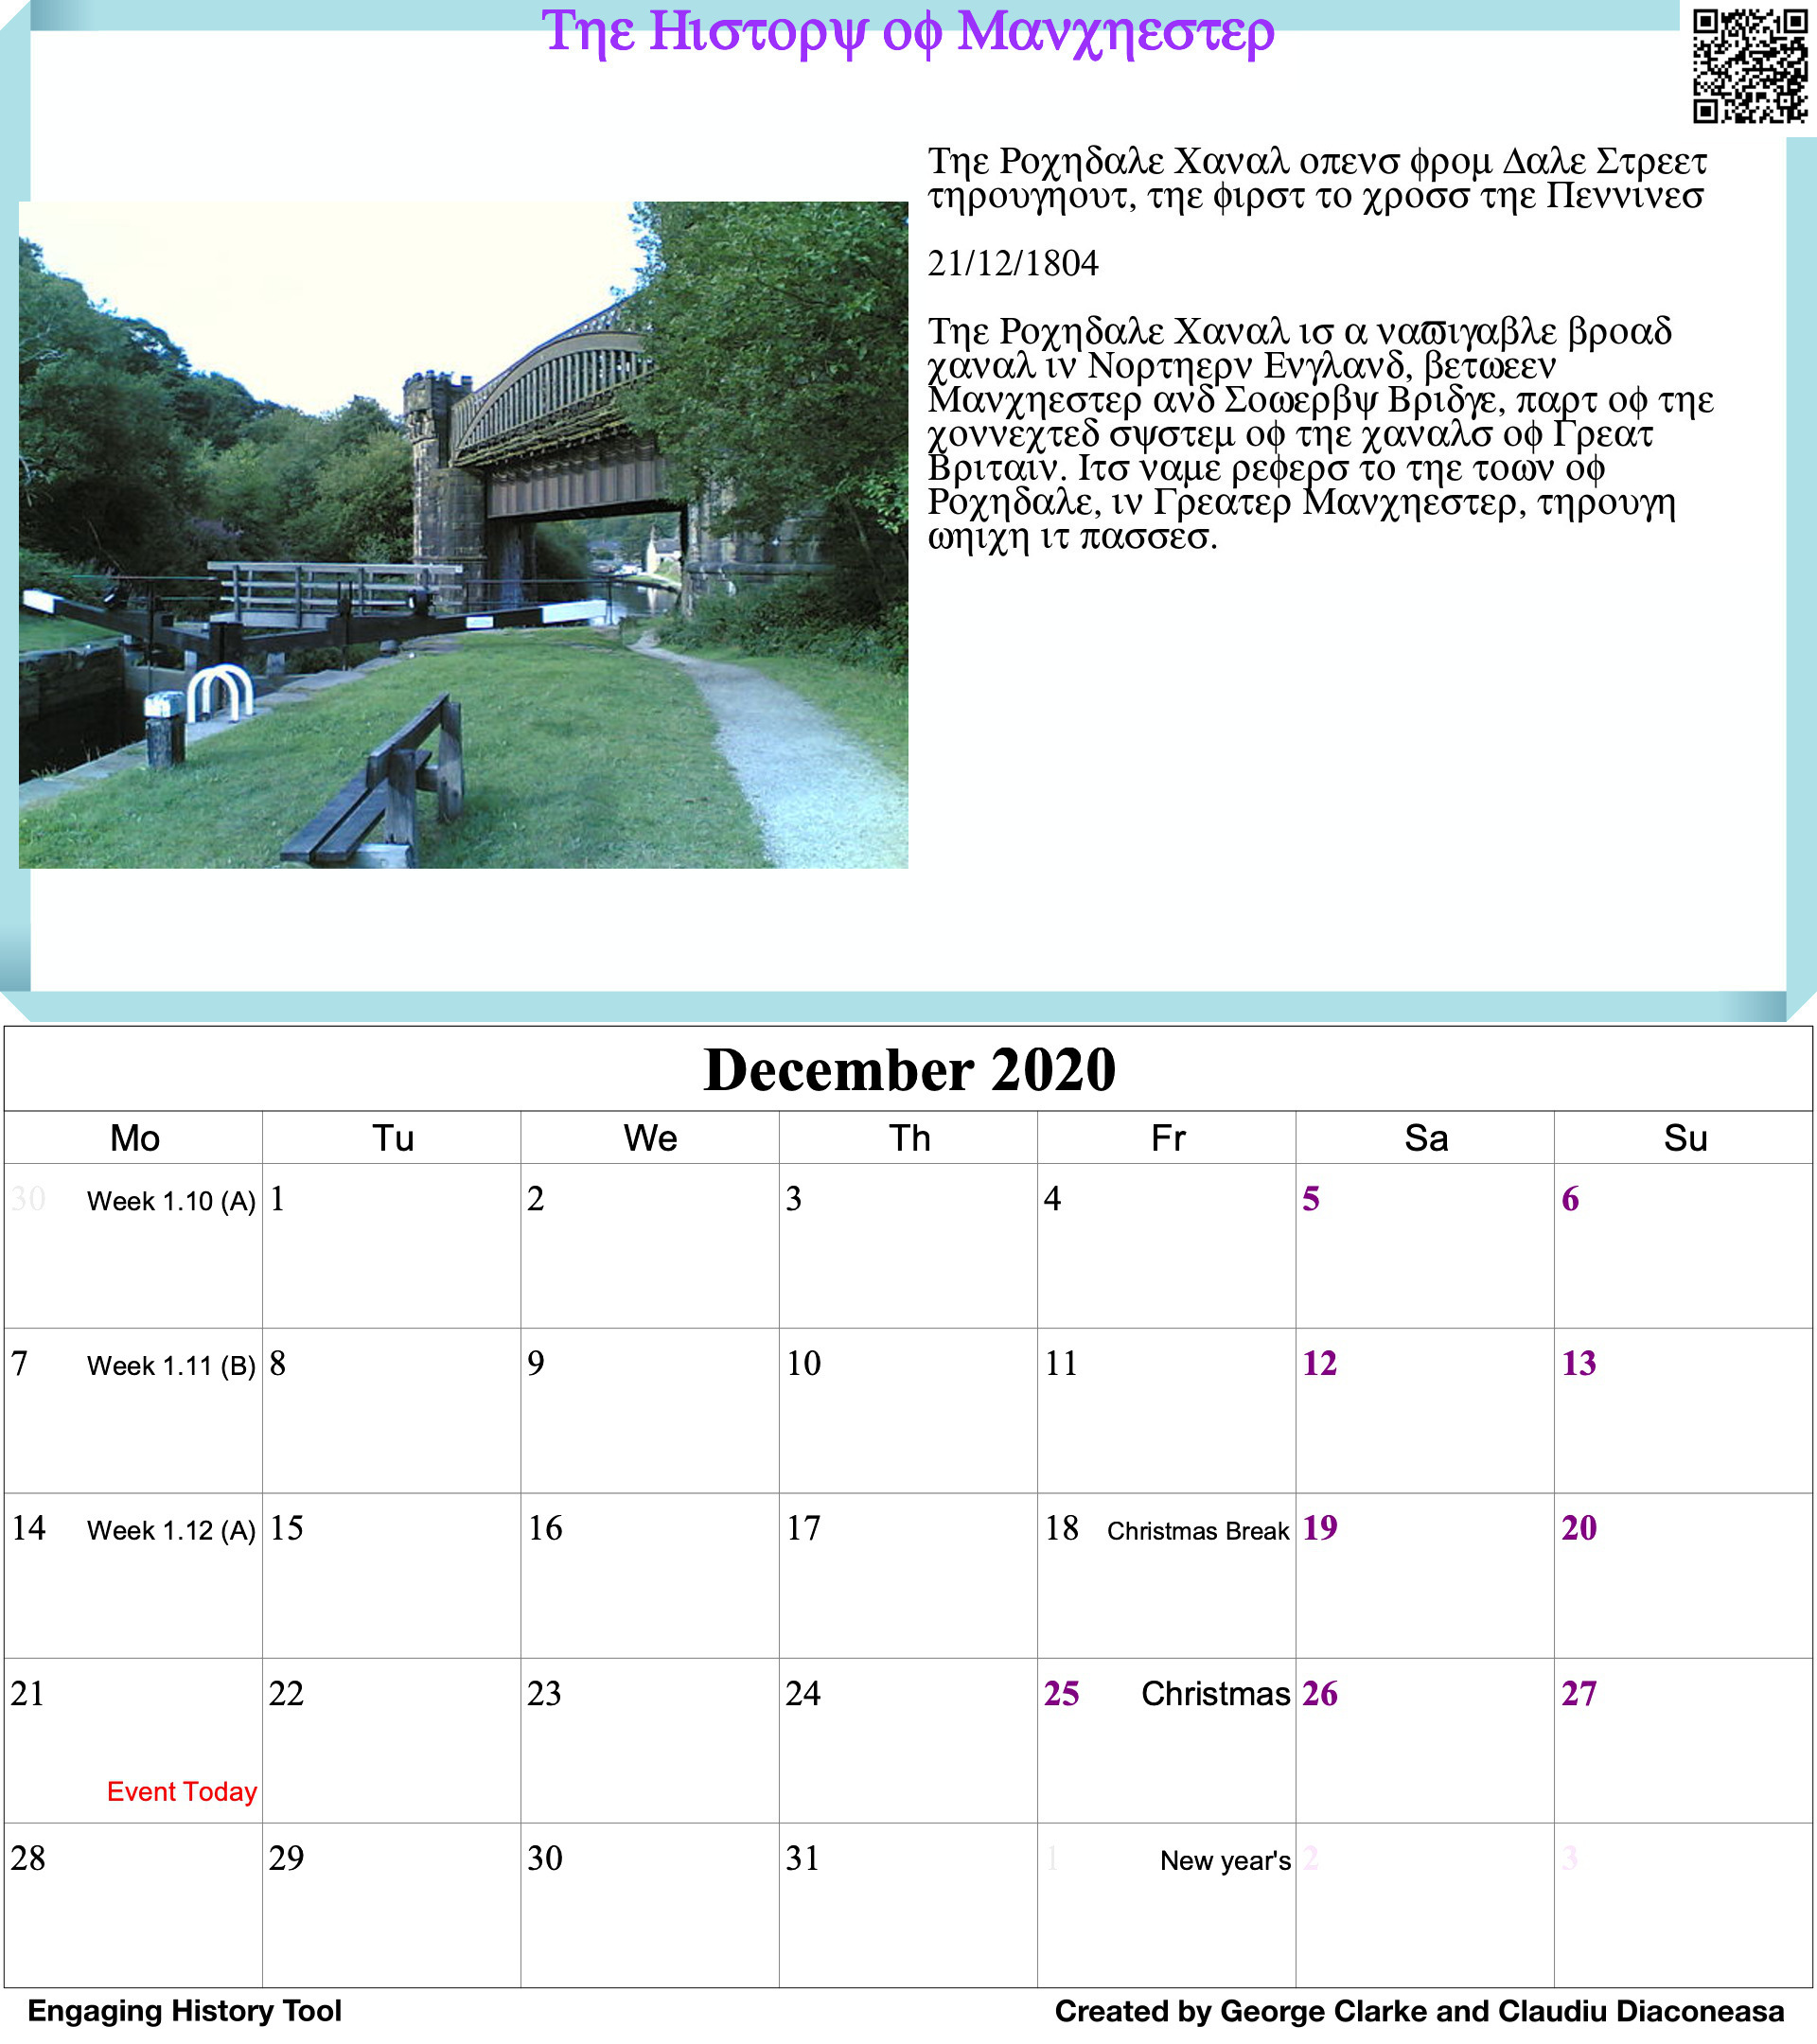 Τηε Ηιστορψ οφ Μανχηεστερ
Τηε Ροχηδαλε Χαναλ οπενσ φρομ Δαλε Στρεετ
τηρουγηουτ, τηε φιρστ το χροσσ τηε Πεννινεσ
21/12/1804
Τηε Ροχηδαλε Χαναλ ισ α ναϖιγαβλε βροαδ
χαναλ ιν Νορτηερν Ενγλανδ, βετωεεν
Μανχηεστερ ανδ Σοωερβψ Βριδγε, παρτ οφ τηε
χοννεχτεδ σψστεμ οφ τηε χαναλσ οφ Γρεατ
Βριταιν. Ιτσ ναμε ρεφερσ το τηε τοων οφ
Ροχηδαλε, ιν Γρεατερ Μανχηεστερ, τηρουγη
ωηιχη ιτ πασσεσ.
December 2020
Mo Tu We Th Fr Sa Su
30 Week 1.10 (A) 1 2 3 4 5 6
7 Week 1.11 (B) 8 9 10 11 12 13
14 Week 1.12 (A) 15 16 17 18 Christmas Break 19 20
21 22 23 24 25 Christmas 26 27
Event Today
28 29 30 31 1 New year's 2 3
Engaging History Tool Created by George Clarke and Claudiu Diaconeasa